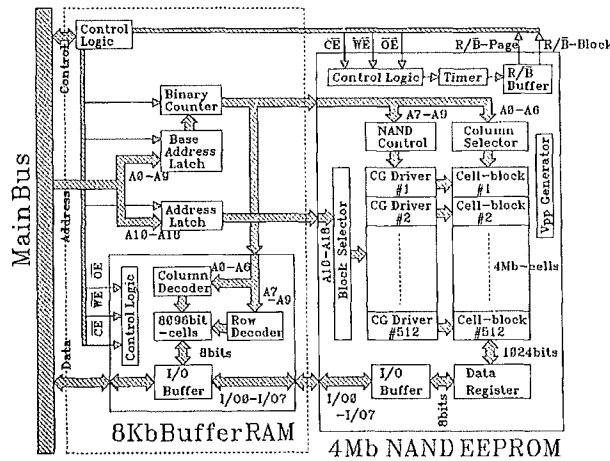 Main Bus
Control
Address
Data
Control
Logic
Binary
Counter
Base
Address
Latch
A0-A9
Address
Latch
A10-A18
C̅E̅ W̅E̅ O̅E̅
Control Logic
Timer
R/B̅-Page
R/B̅-Block
R/B̅
Buffer
A7-A9
A0-A6
NAND
Control
Column
Selector
Vpp Generator
A10-A18
Block Selector
CG Driver
#1
Cell-block
#1
CG Driver
#2
Cell-block
#2
4Mb-cells
CG Driver
#512
Cell-block
#512
1024bits
C̅E̅ W̅E̅ O̅E̅
Control Logic
A0-A6
Column
Decoder
A7
-A9
8096bit
-cells
Row
Decoder
8bits
I/O
Buffer
I/O0-I/O7
I/O0
-I/O7
I/O
Buffer
8bits
Data
Register
8Kb Buffer RAM
4Mb NAND EEPROM